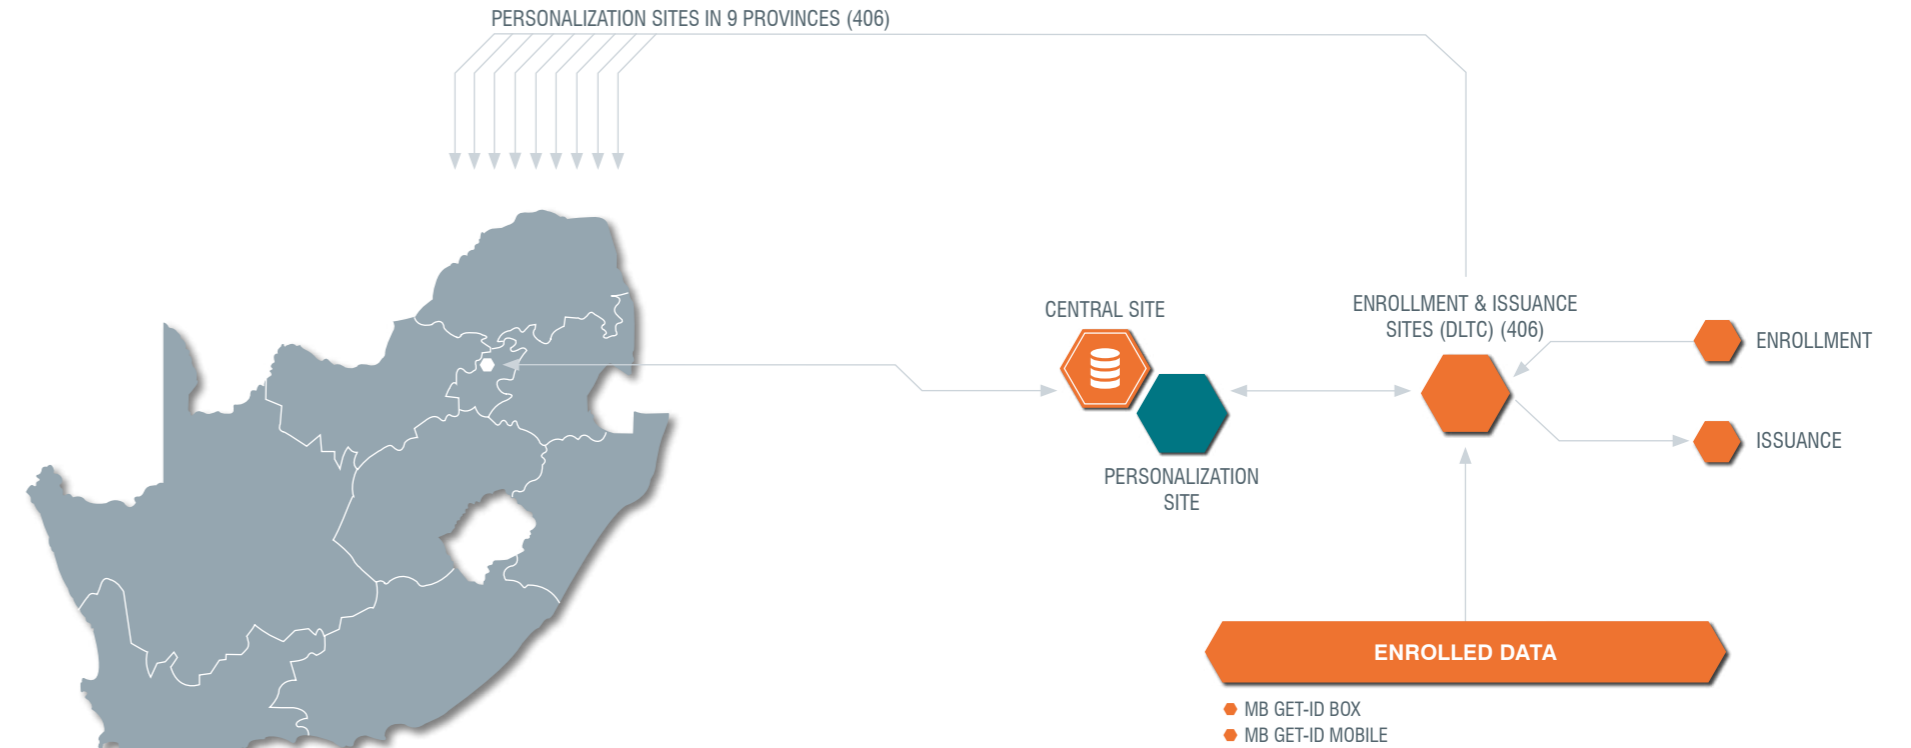 PERSONALIZATION SITES IN 9 PROVINCES (406)
CENTRAL SITE
PERSONALIZATION
SITE
ENROLLMENT & ISSUANCE
SITES (DLTC) (406)
ENROLLMENT
ISSUANCE
ENROLLED DATA
MB GET-ID BOX
MB GET-ID MOBILE